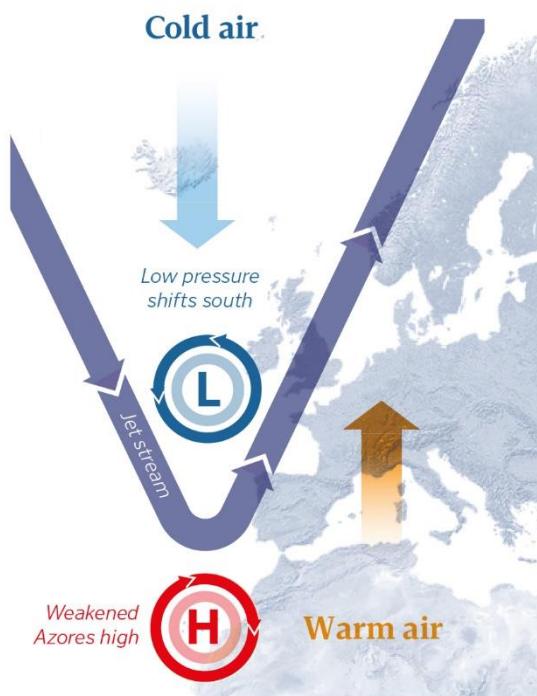 Cold air
Low pressure
shifts south
L
Jet stream
Weakened
Azores high
H
Warm air